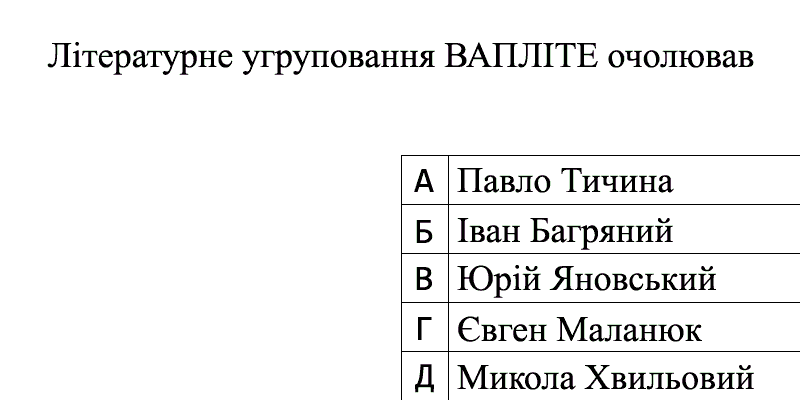 Літературне угруповання ВАПЛІТЕ очолював
А Павло Тичина
Б Іван Багряний
В Юрій Яновський
Г Євген Маланюк
Д Микола Хвильовий